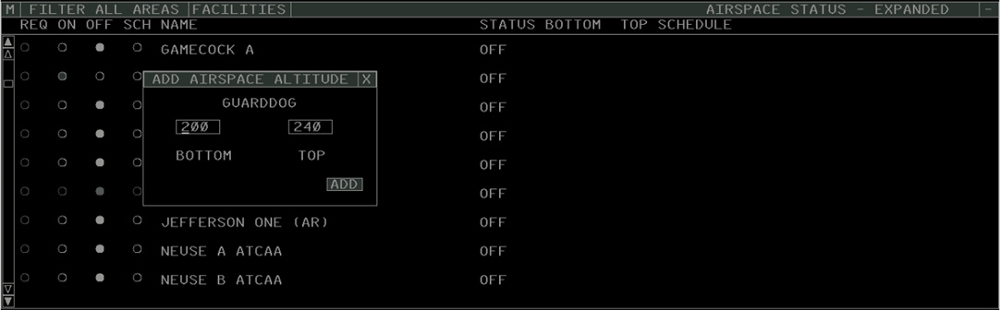 M FILTER ALL AREAS FACILITIES AIRSPACE STATUS - EXPANDED -
REQ ON OFF SCH NAME STATUS BOTTOM TOP SCHEDULE
GAMECOCK A OFF
OFF
ADD AIRSPACE ALTITUDE X
GUARDDOG
200 240
BOTTOM TOP
ADD
OFF
OFF
OFF
OFF
JEFFERSON ONE (AR) OFF
NEUSE A ATCAA OFF
NEUSE B ATCAA OFF